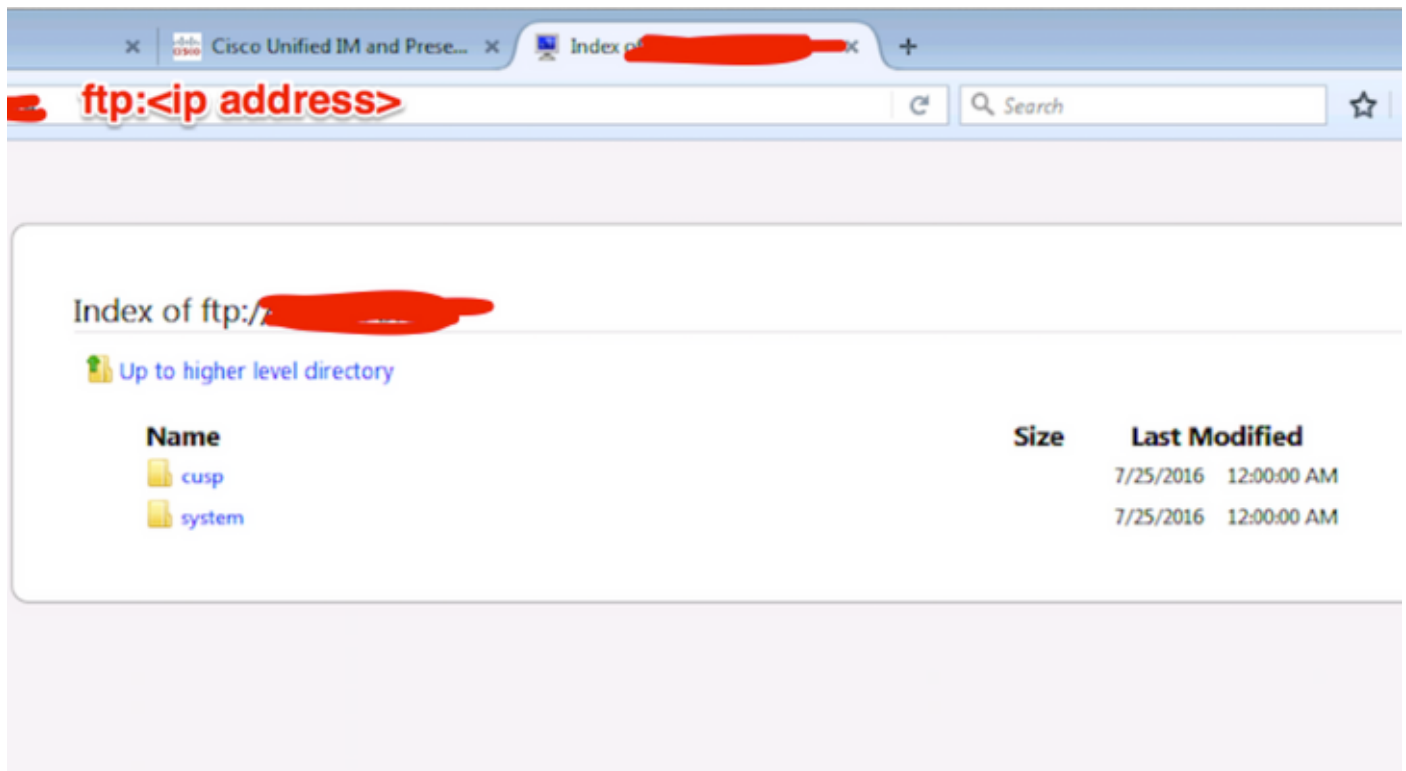 Cisco Unified IM and Prese...
Index of
ftp:<ip address>
Search
Index of ftp:/
Up to higher level directory
Name Size Last Modified
cusp 7/25/2016 12:00:00 AM
system 7/25/2016 12:00:00 AM